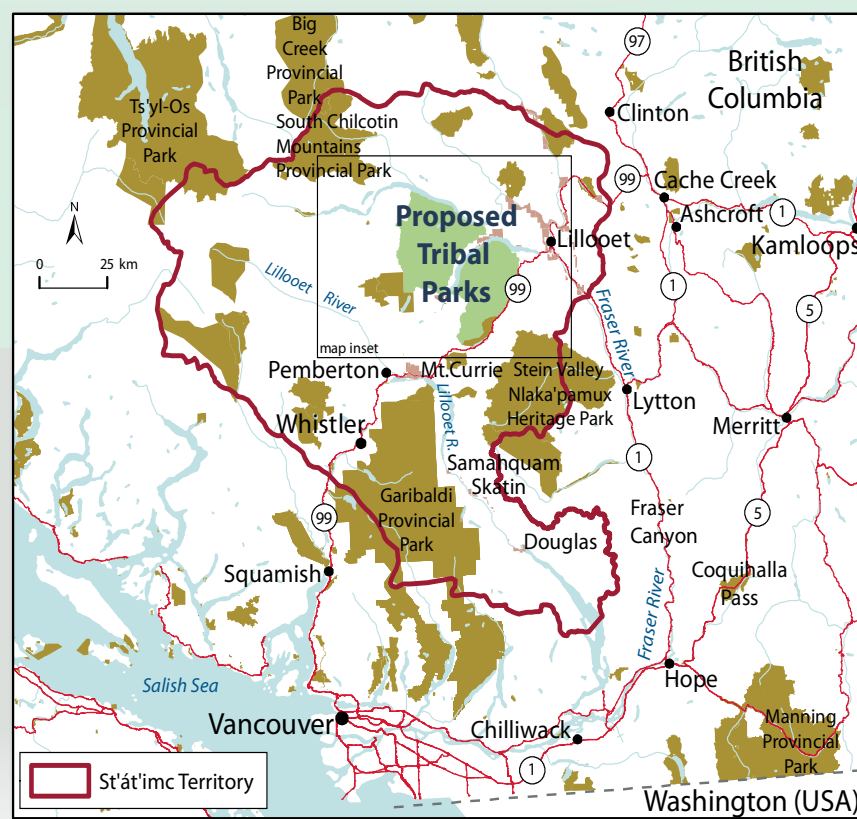 Big
Creek
Provincial
Park
97
British
Columbia
Ts'yl-Os
Provincial
Park
South Chilcotin
Mountains
Provincial Park
Clinton
99
Cache Creek
Ashcroft
1
Kamloops
N
0 25 km
Proposed
Tribal
Parks
Lillooet
Lillooet River
99
1
5
Fraser River
map inset
Pemberton
Mt.Currie
Stein Valley
Nlaka'pamux
Heritage Park
Lillooet R.
Lytton
Merritt
Whistler
Samahquam
Skatin
1
5
Garibaldi
Provincial
Park
99
Douglas
Fraser
Canyon
Squamish
Coquihalla
Pass
Fraser River
Salish Sea
Hope
Vancouver
Chilliwack
Manning
Provincial
Park
1
St'át'imc Territory
Washington (USA)